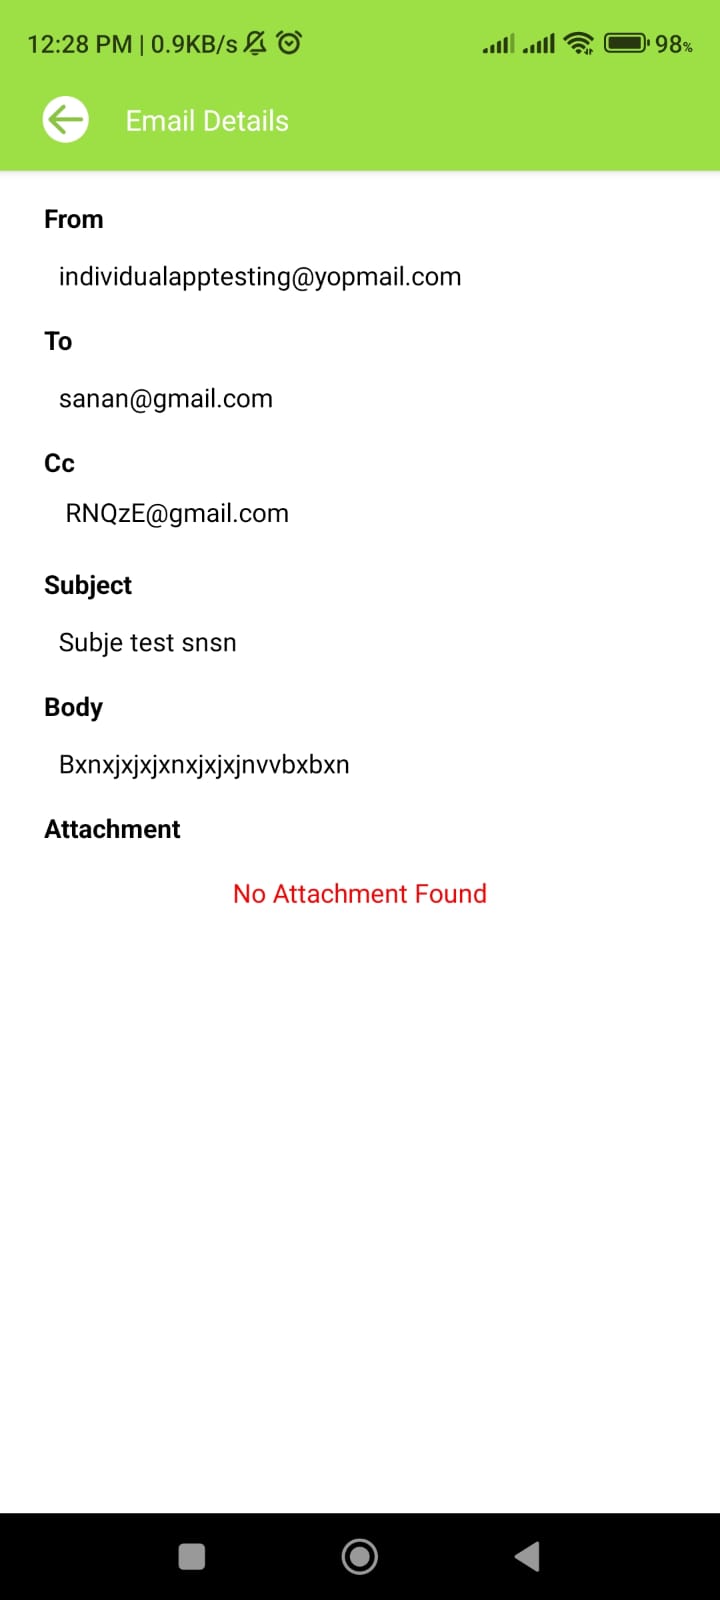 12:28 PM | 0.9KB/s 98%
Email Details
From
individualapptesting@yopmail.com
To
sanan@gmail.com
Cc
RNQzE@gmail.com
Subject
Subje test snsn
Body
Bxnxjxjxjxnxjxjxjnvvbxbxn
Attachment
No Attachment Found